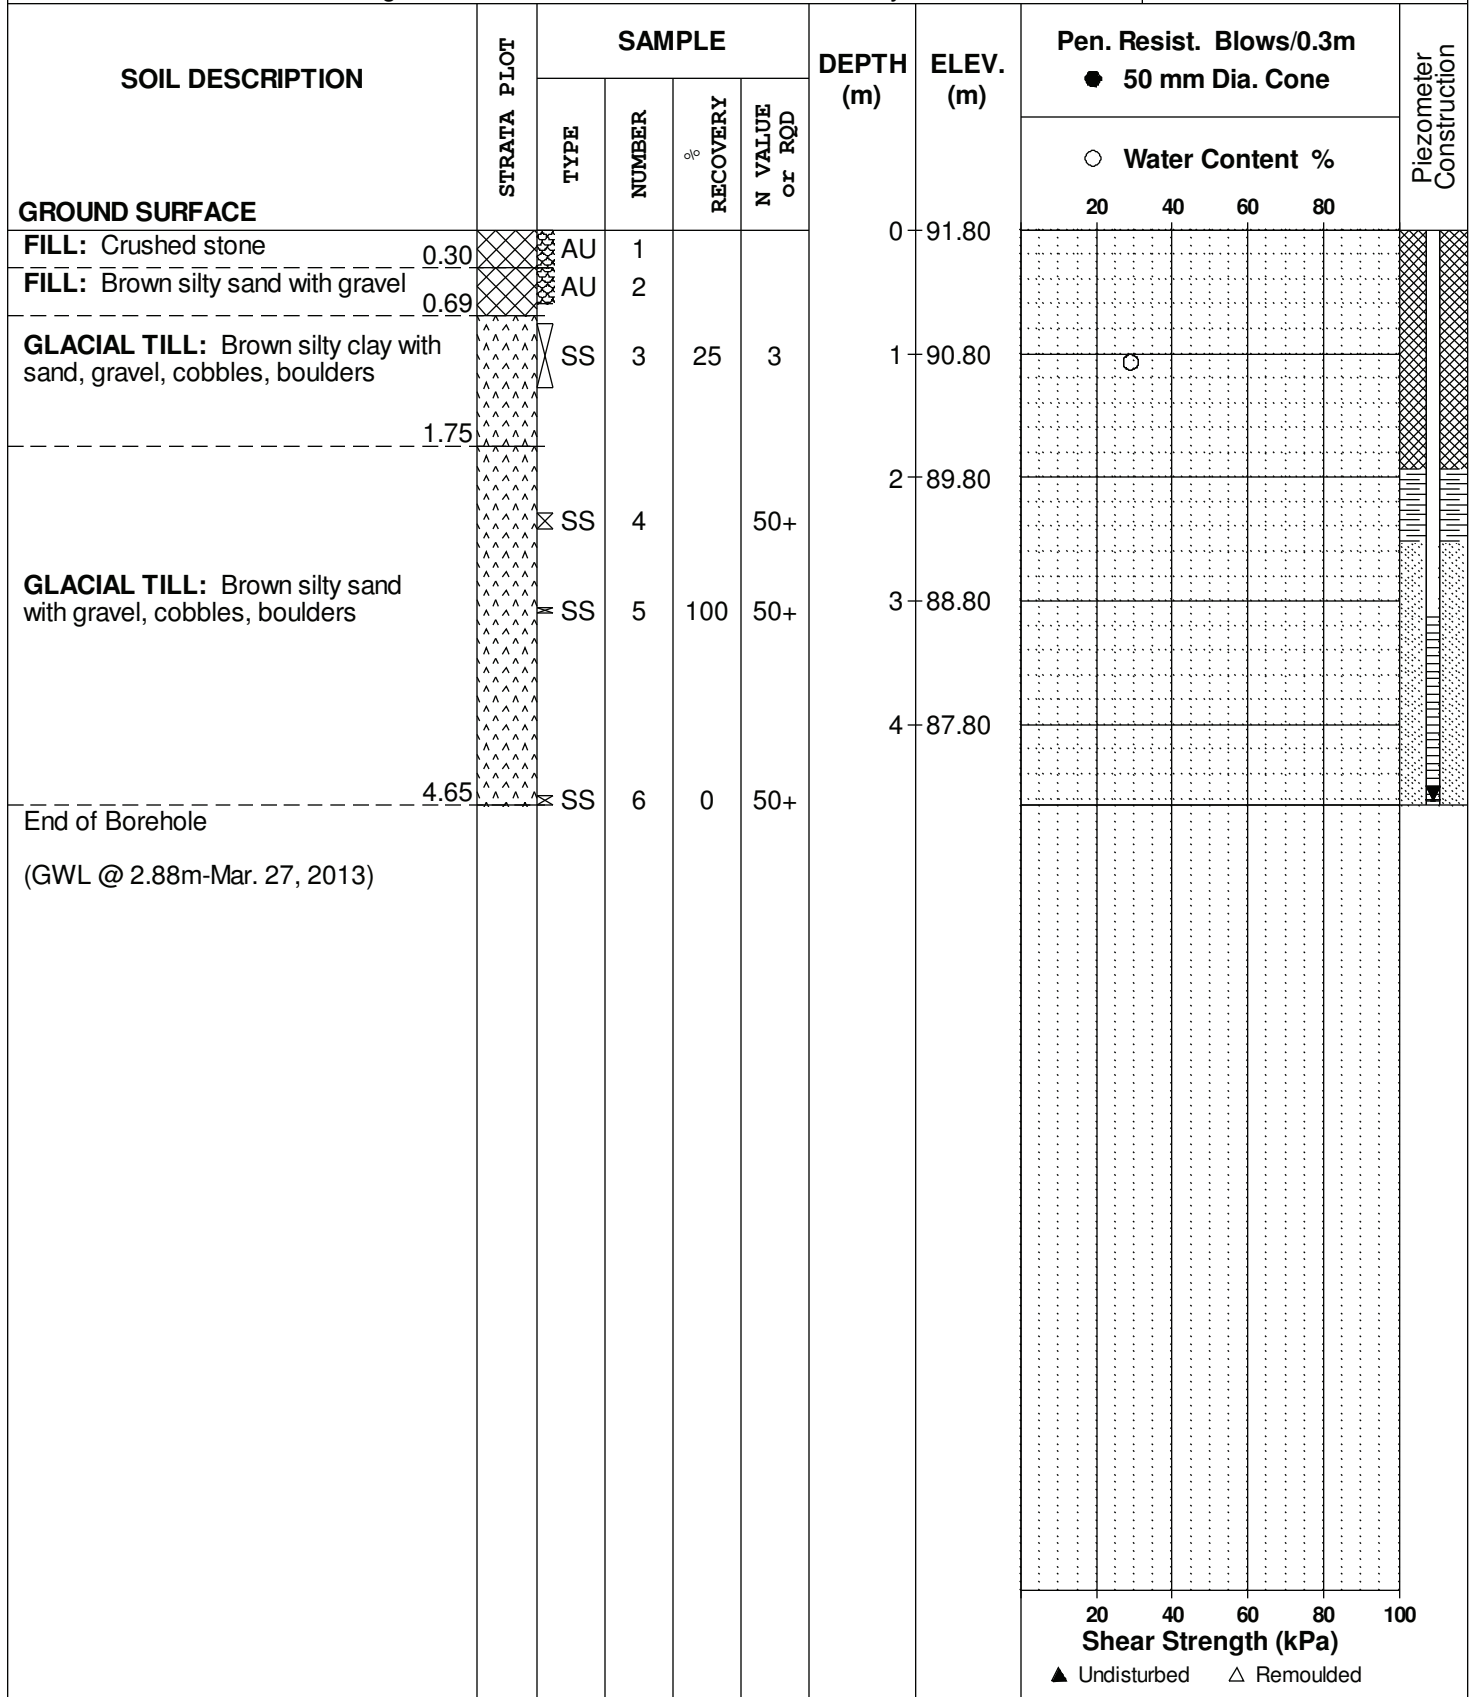 SOIL DESCRIPTION
STRATA PLOT
SAMPLE
TYPE
NUMBER
% RECOVERY
N VALUE or RQD
DEPTH (m)
ELEV. (m)
Pen. Resist. Blows/0.3m
● 50 mm Dia. Cone
○ Water Content %
20 40 60 80
Piezometer Construction
GROUND SURFACE
0 91.80
FILL: Crushed stone
0.30
AU 1
FILL: Brown silty sand with gravel
0.69
AU 2
GLACIAL TILL: Brown silty clay with
sand, gravel, cobbles, boulders
SS 3 25 3
1 90.80
1.75
2 89.80
SS 4 50+
GLACIAL TILL: Brown silty sand
with gravel, cobbles, boulders
SS 5 100 50+
3 88.80
4 87.80
4.65
SS 6 0 50+
End of Borehole
(GWL @ 2.88m-Mar. 27, 2013)
20 40 60 80 100
Shear Strength (kPa)
▲ Undisturbed △ Remoulded